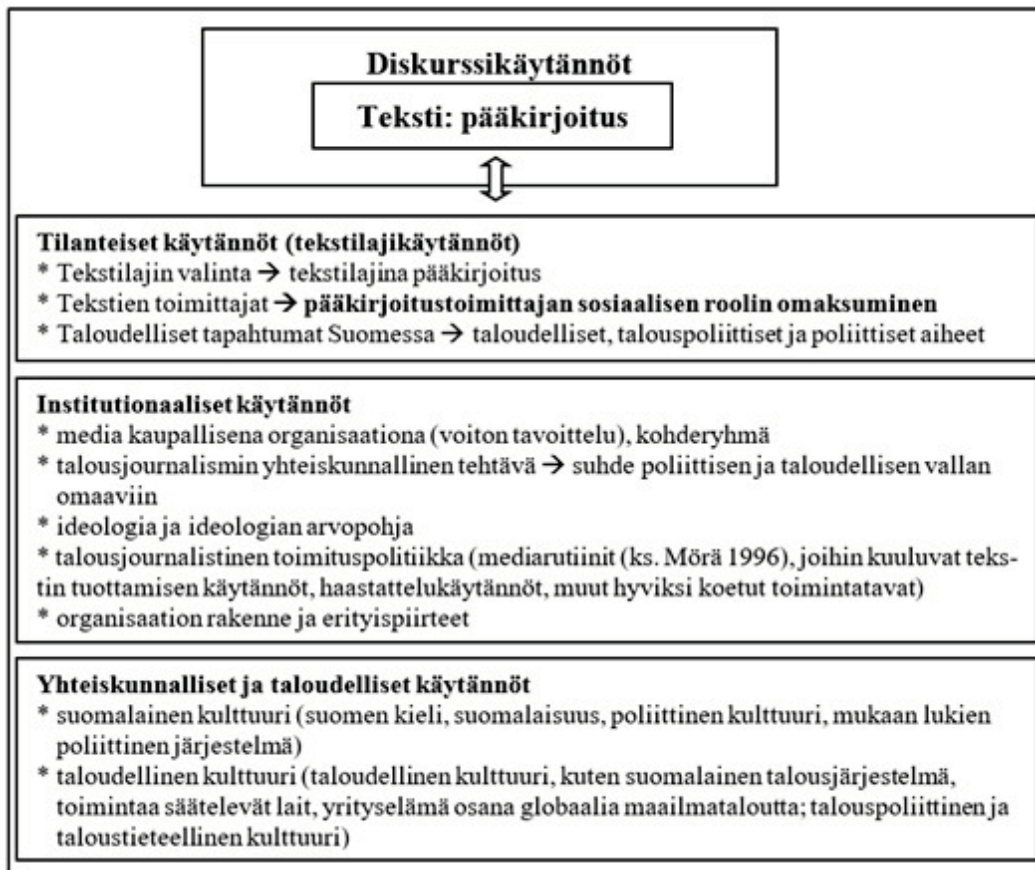 Diskurssikäytännöt
Teksti: pääkirjoitus
Tilanteiset käytännöt (tekstilajikäytännöt)
* Tekstilajin valinta → tekstilajina pääkirjoitus
* Tekstien toimittajat → pääkirjoitustoimittajan sosiaalisen roolin omaksuminen
* Taloudelliset tapahtumat Suomessa → taloudelliset, talouspoliittiset ja poliittiset aiheet
Institutionaaliset käytännöt
* media kaupallisena organisaationa (voiton tavoittelu), kohderyhmä
* talousjournalismin yhteiskunnallinen tehtävä → suhde poliittisen ja taloudellisen vallan
omaaviin
* ideologia ja ideologian arvopohja
* talousjournalistinen toimituspolitiikka (mediarutiinit (ks. Mörä 1996), joihin kuuluvat tek-
stin tuottamisen käytännöt, haastattelukäytännöt, muut hyviksi koetut toimintatavat)
* organisaation rakenne ja erityispiirteet
Yhteiskunnalliset ja taloudelliset käytännöt
* suomalainen kulttuuri (suomen kieli, suomalaisuus, poliittinen kulttuuri, mukaan lukien
poliittinen järjestelmä)
* taloudellinen kulttuuri (taloudellinen kulttuuri, kuten suomalainen talousjärjestelmä,
toimintaa säätelevät lait, yrityselämä osana globaalia maailmataloutta; talouspoliittinen ja
taloustieteellinen kulttuuri)